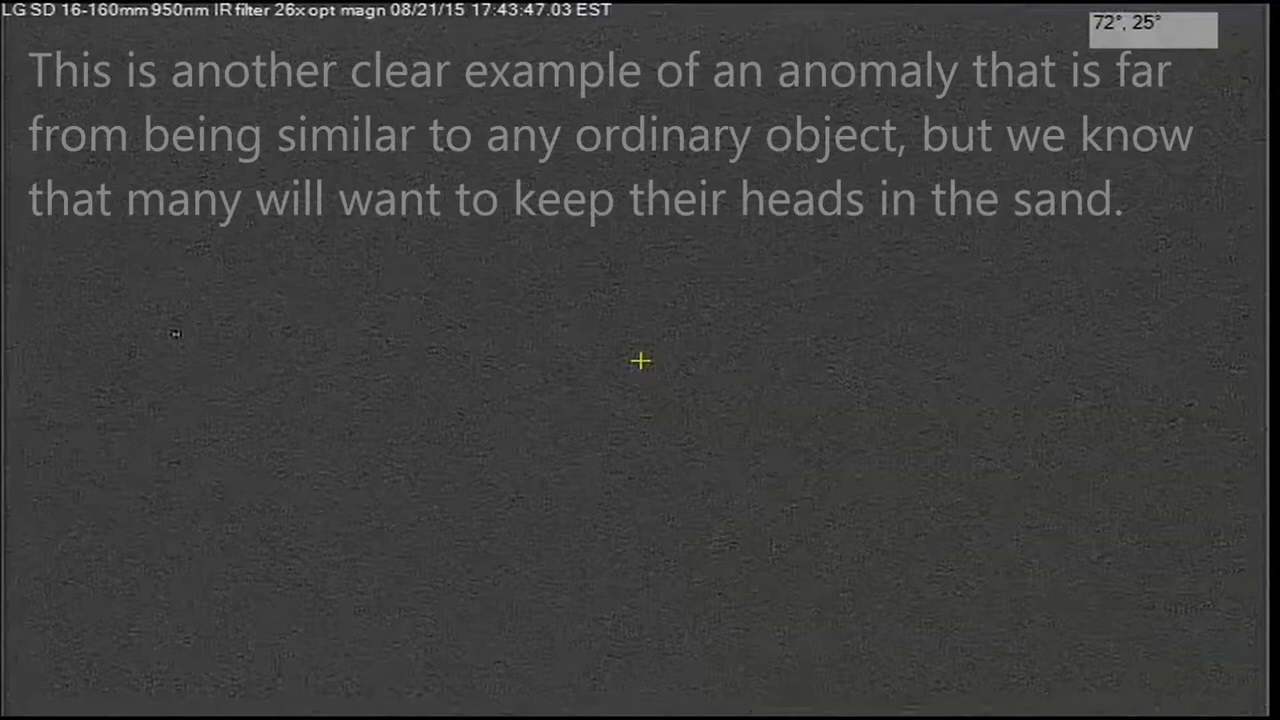 LG SD 16-160mm 950nm IR filter 26x opt magn 08/21/15 17:43:47.03 EST
72°, 25°
This is another clear example of an anomaly that is far
from being similar to any ordinary object, but we know
that many will want to keep their heads in the sand.